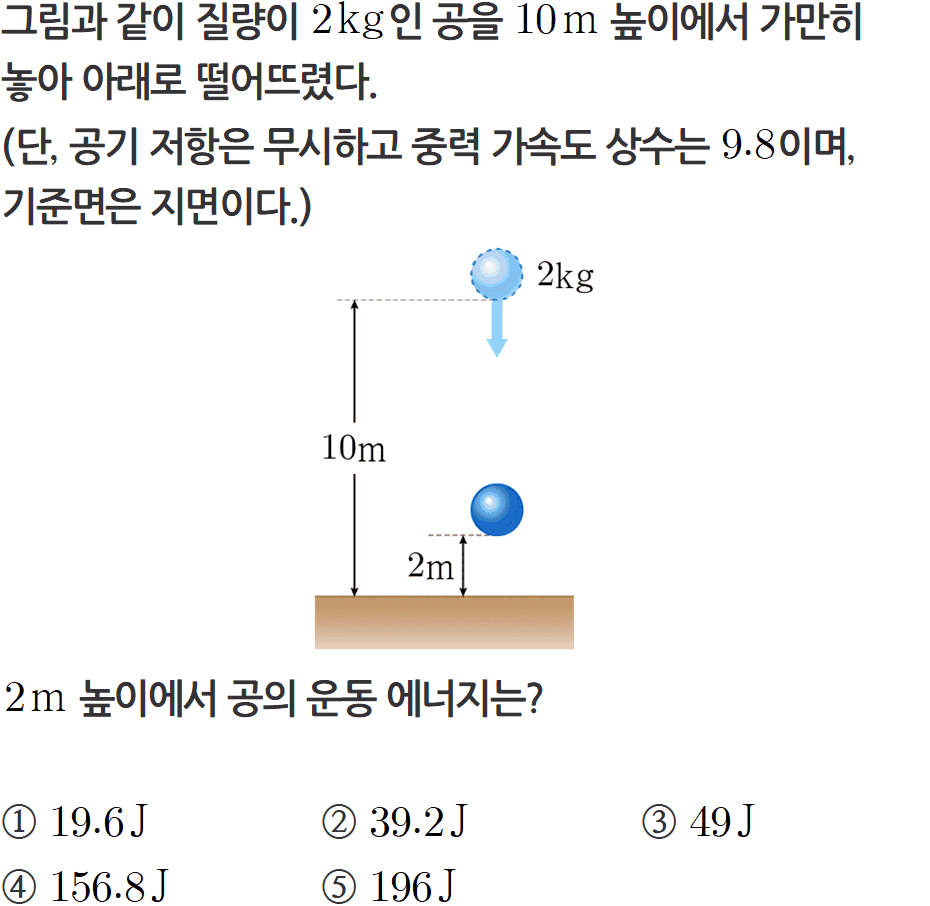 그림과 같이 질량이 2kg인 공을 10m 높이에서 가만히
놓아 아래로 떨어뜨렸다.
(단, 공기 저항은 무시하고 중력 가속도 상수는 9.8이며,
기준면은 지면이다.)
2kg
10m
2m
2m 높이에서 공의 운동 에너지는?
① 19.6J ② 39.2J ③ 49J
④ 156.8J ⑤ 196J